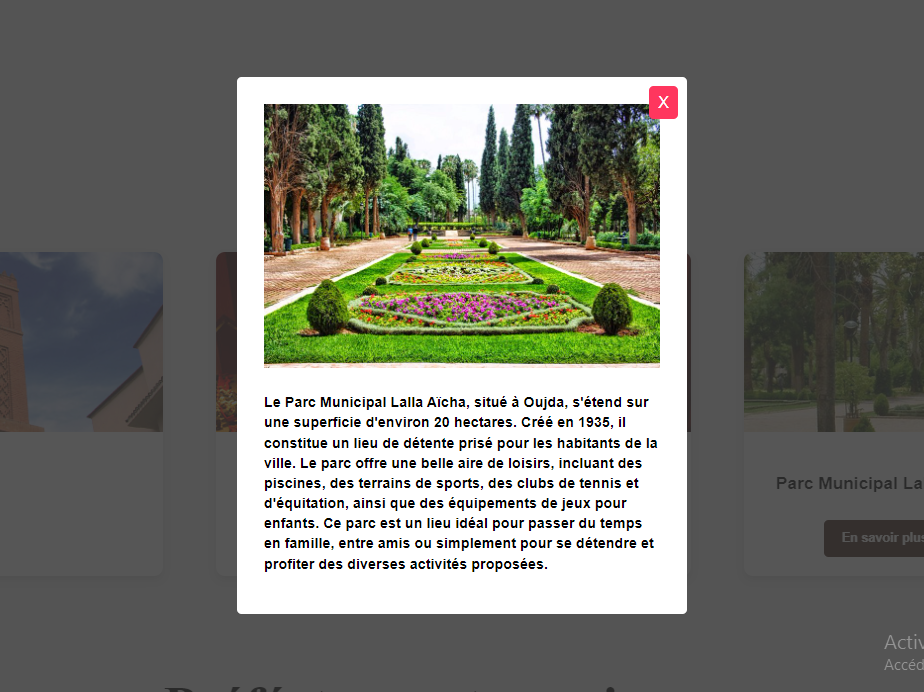 X
Le Parc Municipal Lalla Aïcha, situé à Oujda, s'étend sur
une superficie d'environ 20 hectares. Créé en 1935, il
constitue un lieu de détente prisé pour les habitants de la
ville. Le parc offre une belle aire de loisirs, incluant des
piscines, des terrains de sports, des clubs de tennis et
d'équitation, ainsi que des équipements de jeux pour
enfants. Ce parc est un lieu idéal pour passer du temps
en famille, entre amis ou simplement pour se détendre et
profiter des diverses activités proposées.
Parc Municipal La
En savoir plus
Activ
Accéd